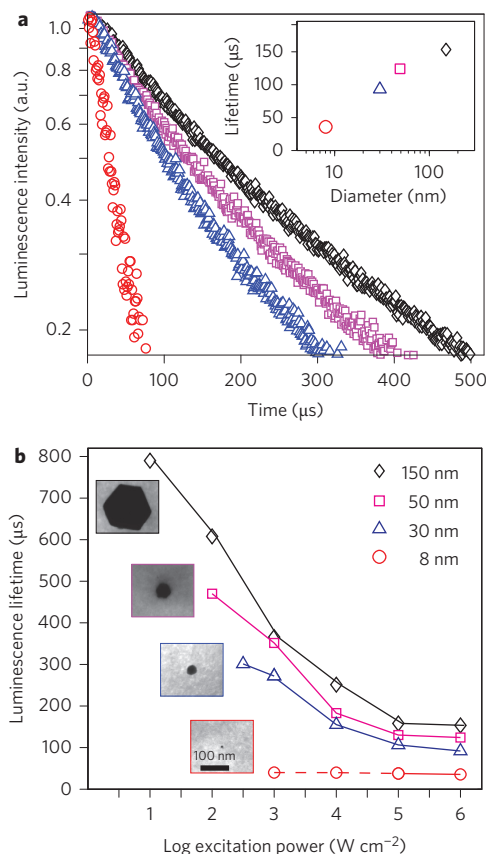 a
Luminescence intensity (a.u.)
1.0
0.8
0.6
0.4
0.2
0
100
200
300
400
500
Time (µs)
Lifetime (µs)
150
100
50
0
10
100
Diameter (nm)
b
Luminescence lifetime (µs)
800
700
600
500
400
300
200
100
0
150 nm
50 nm
30 nm
8 nm
100 nm
1
2
3
4
5
6
Log excitation power (W cm⁻²)